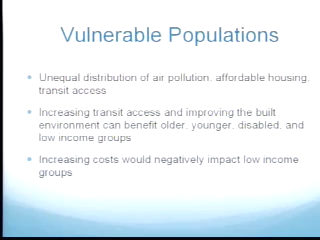 Vulnerable Populations
Unequal distribution of air pollution, affordable housing,
transit access
Increasing transit access and improving the built
environment can benefit older, younger, disabled, and
low income groups
Increasing costs would negatively impact low income
groups